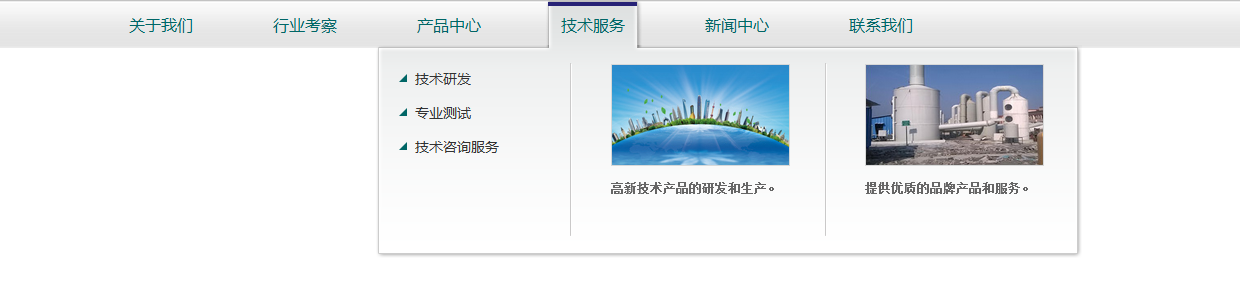 关于我们 行业考察 产品中心 技术服务 新闻中心 联系我们
技术研发
专业测试
技术咨询服务
高新技术产品的研发和生产。
提供优质的品牌产品和服务。